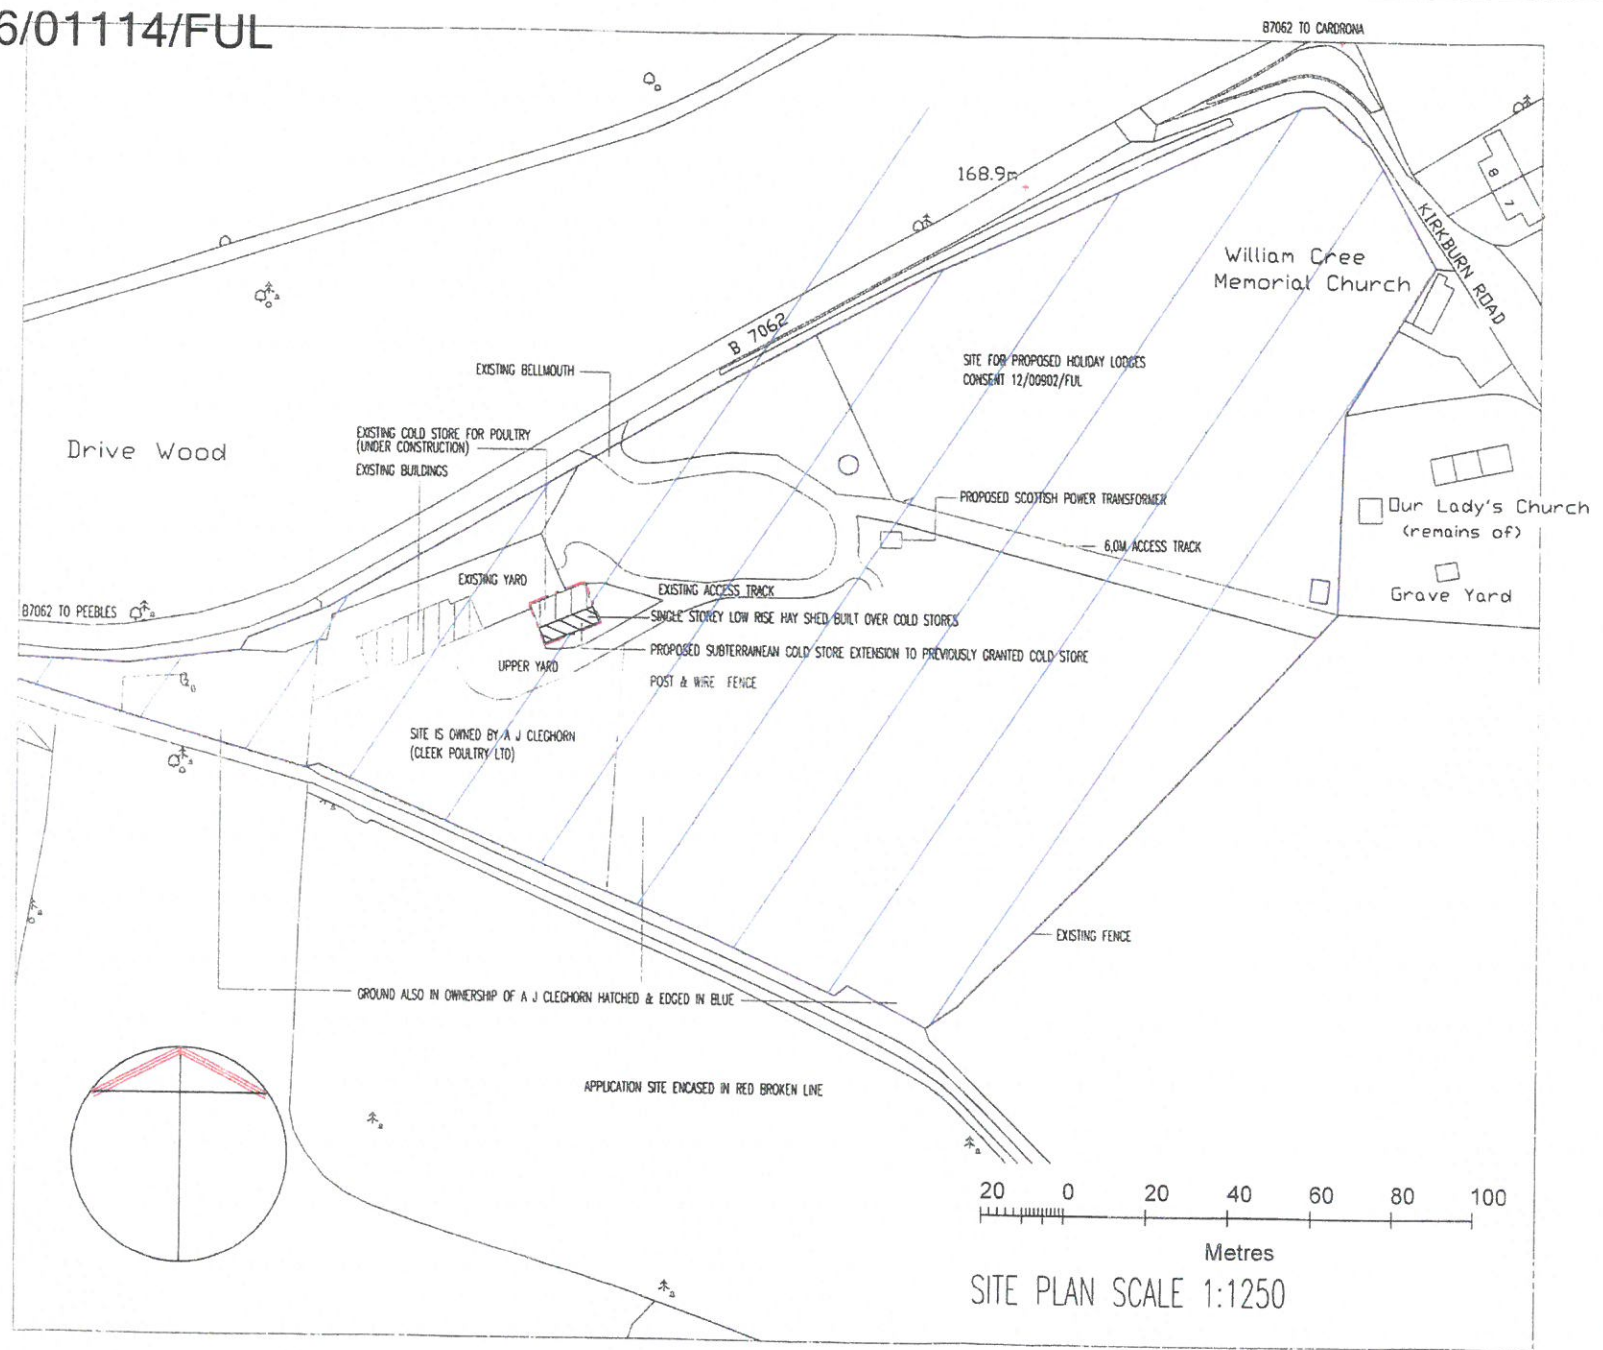 6/01114/FUL
B7062 TO CARDRONA
168.9m
8
7
KIRKBURN ROAD
William Cree
Memorial Church
B 7062
SITE FOR PROPOSED HOLIDAY LODGES
CONSENT 12/00902/FUL
EXISTING BELLMOUTH
EXISTING COLD STORE FOR POULTRY
(UNDER CONSTRUCTION)
EXISTING BUILDINGS
Drive Wood
PROPOSED SCOTTISH POWER TRANSFORMER
Our Lady's Church
(remains of)
6.0M ACCESS TRACK
EXISTING YARD
EXISTING ACCESS TRACK
Grave Yard
B7062 TO PEEBLES
SINGLE STOREY LOW RISE HAY SHED BUILT OVER COLD STORES
PROPOSED SUBTERRAINEAN COLD STORE EXTENSION TO PREVIOUSLY GRANTED COLD STORE
UPPER YARD
POST & WIRE FENCE
SITE IS OWNED BY A J CLEGHORN
(CLEEK POULTRY LTD)
EXISTING FENCE
GROUND ALSO IN OWNERSHIP OF A J CLEGHORN HATCHED & EDGED IN BLUE
APPLICATION SITE ENCASED IN RED BROKEN LINE
20 0 20 40 60 80 100
Metres
SITE PLAN SCALE 1:1250